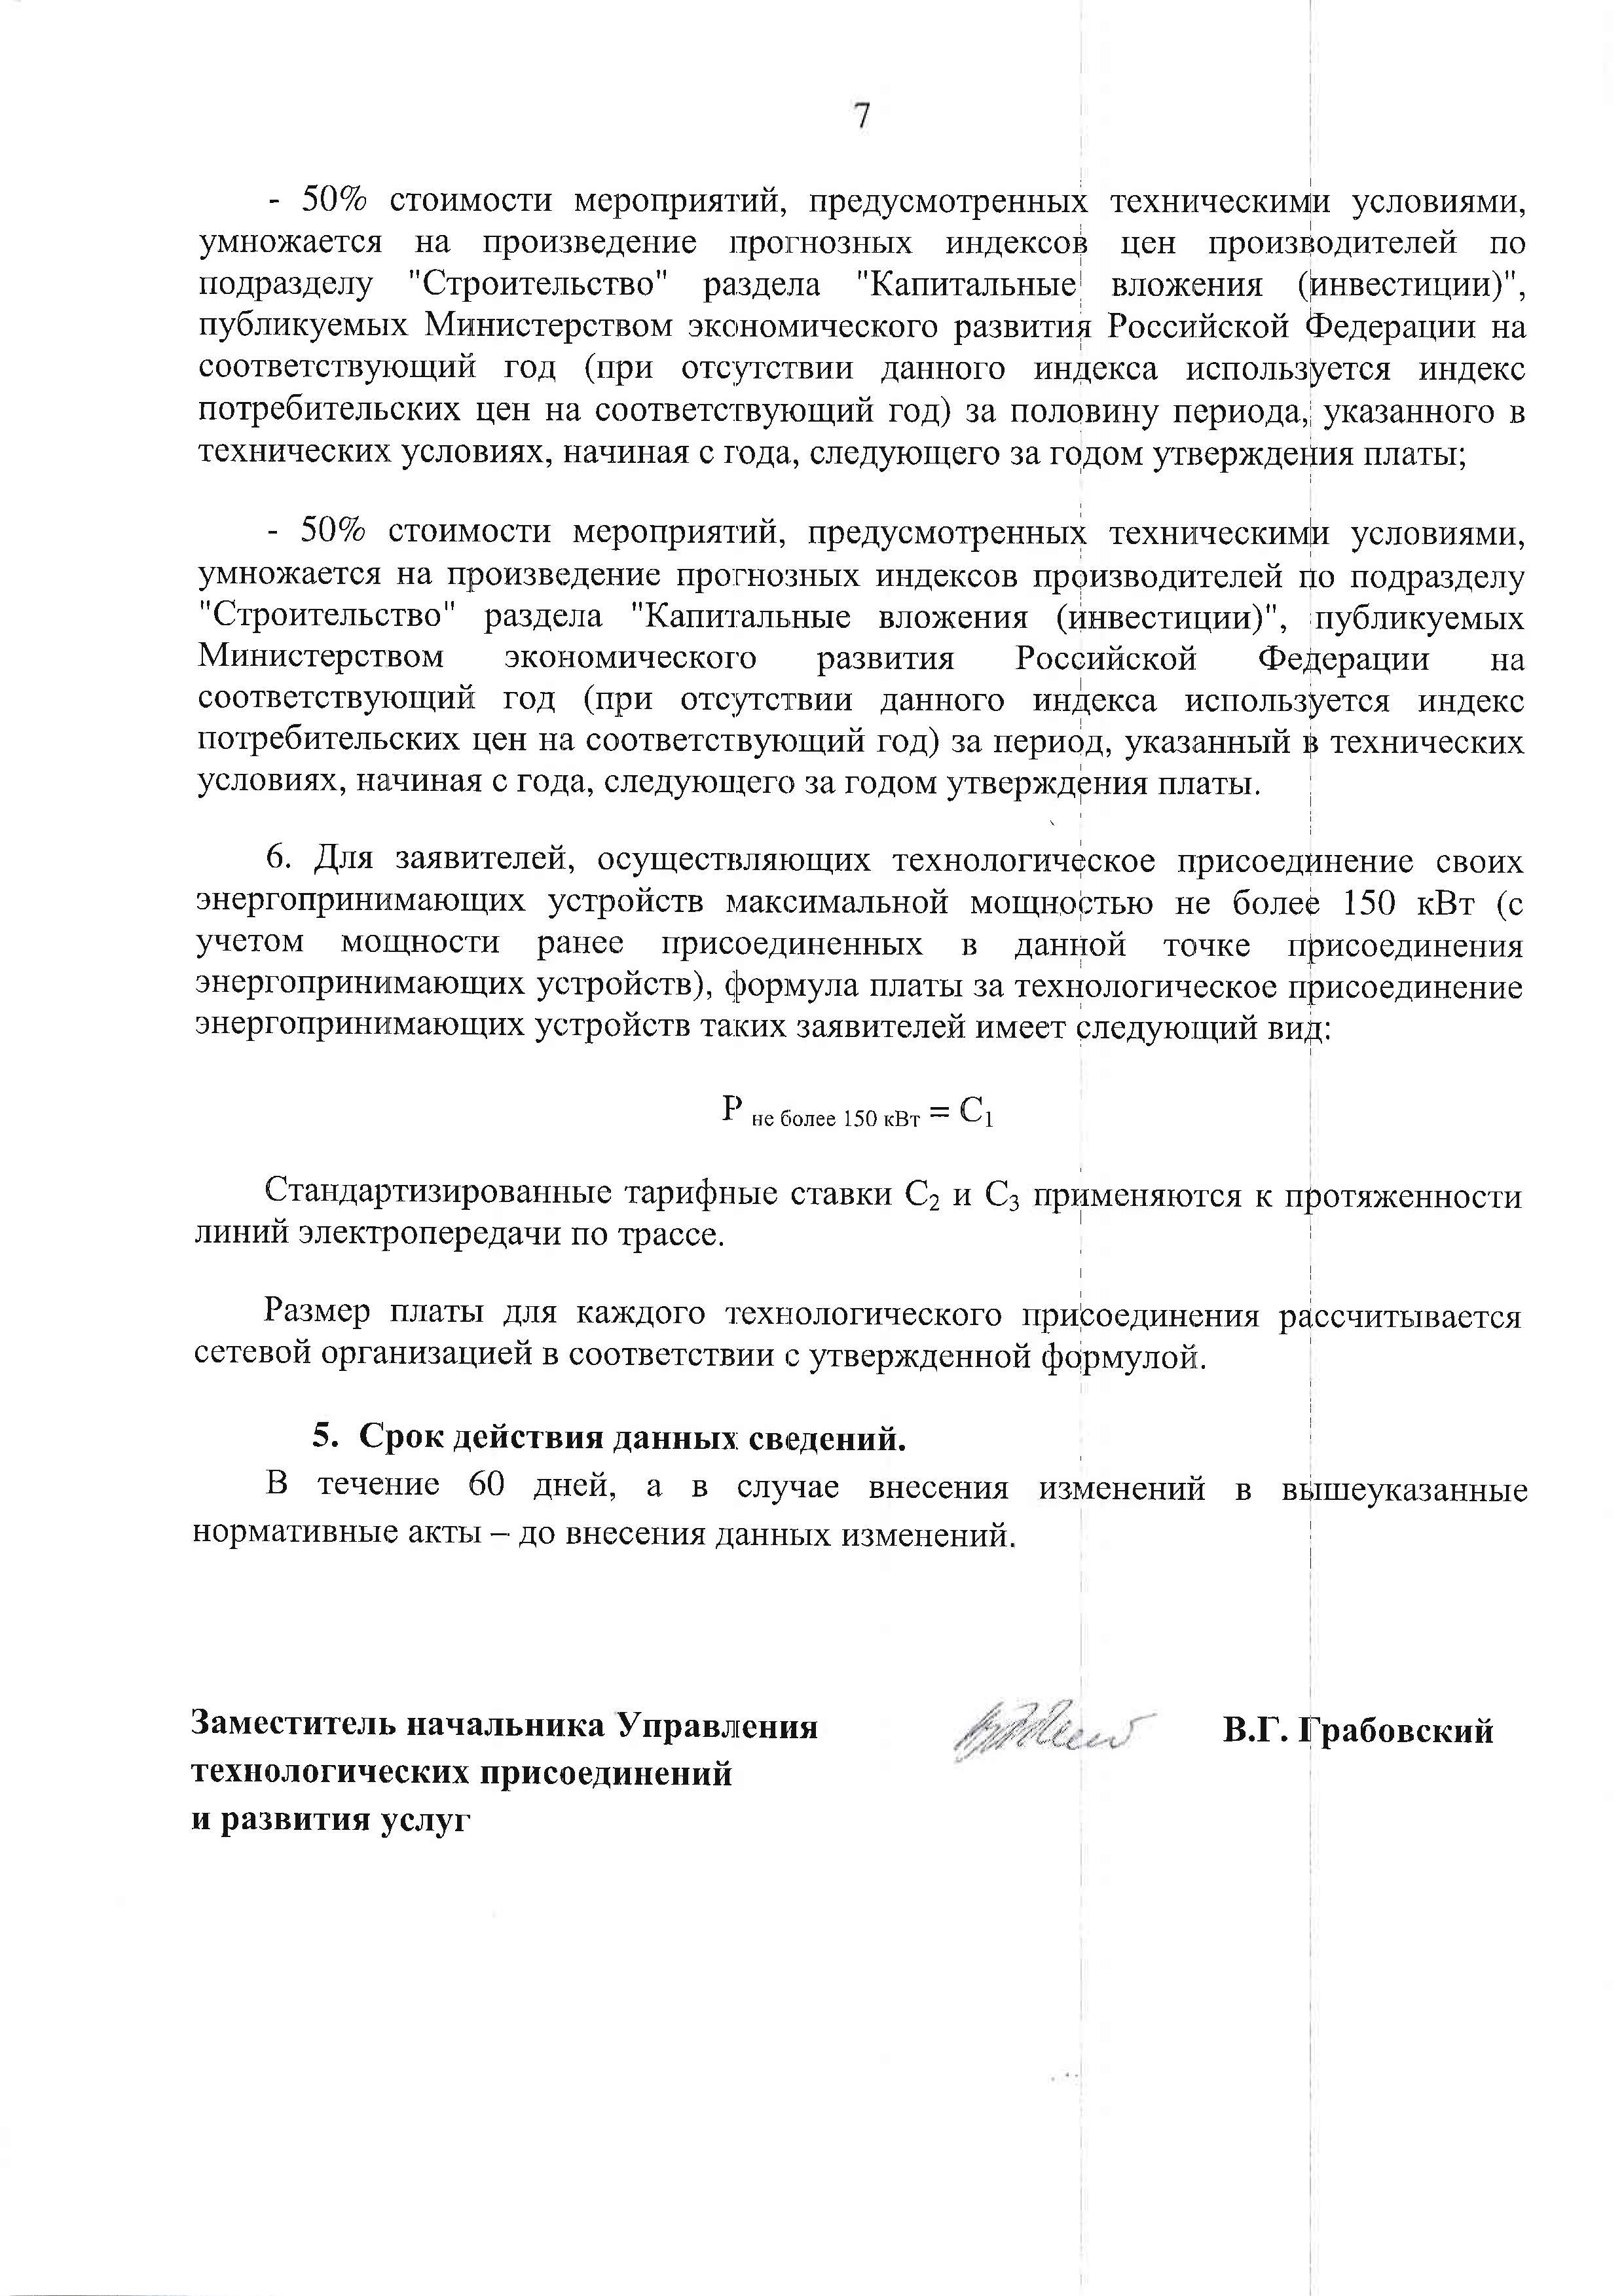 7
- 50% стоимости мероприятий, предусмотренных техническими условиями,
умножается на произведение прогнозных индексов цен производителей по
подразделу "Строительство" раздела "Капитальные вложения (инвестиции)",
публикуемых Министерством экономического развития Российской Федерации на
соответствующий год (при отсутствии данного индекса используется индекс
потребительских цен на соответствующий год) за половину периода, указанного в
технических условиях, начиная с года, следующего за годом утверждения платы;
- 50% стоимости мероприятий, предусмотренных техническими условиями,
умножается на произведение прогнозных индексов производителей по подразделу
"Строительство" раздела "Капитальные вложения (инвестиции)", публикуемых
Министерством экономического развития Российской Федерации на
соответствующий год (при отсутствии данного индекса используется индекс
потребительских цен на соответствующий год) за период, указанный в технических
условиях, начиная с года, следующего за годом утверждения платы.
6. Для заявителей, осуществляющих технологическое присоединение своих
энергопринимающих устройств максимальной мощностью не более 150 кВт (с
учетом мощности ранее присоединенных в данной точке присоединения
энергопринимающих устройств), формула платы за технологическое присоединение
энергопринимающих устройств таких заявителей имеет следующий вид:
Р не более 150 кВт = С1
Стандартизированные тарифные ставки С2 и С3 применяются к протяженности
линий электропередачи по трассе.
Размер платы для каждого технологического присоединения рассчитывается
сетевой организацией в соответствии с утвержденной формулой.
5. Срок действия данных сведений.
В течение 60 дней, а в случае внесения изменений в вышеуказанные
нормативные акты – до внесения данных изменений.
Заместитель начальника Управления В.Г. Грабовский
технологических присоединений
и развития услуг